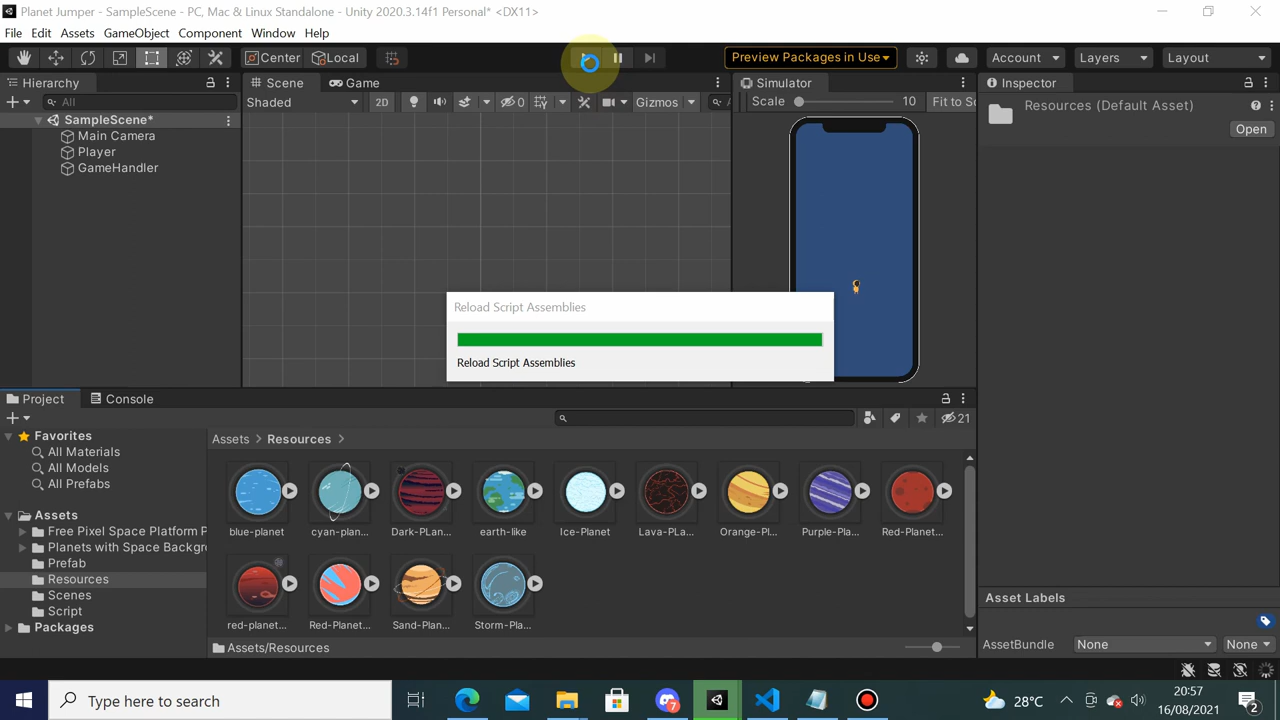 Planet Jumper - SampleScene - PC, Mac & Linux Standalone - Unity 2020.3.14f1 Personal* <DX11>
File Edit Assets GameObject Component Window Help
Center Local Preview Packages in Use Account Layers Layout
Hierarchy Scene Game Simulator Inspector
All Shaded 2D 0 Gizmos Scale 10 Fit to Sc Resources (Default Asset)
SampleScene*
Open
Main Camera
Player
GameHandler
Reload Script Assemblies
Reload Script Assemblies
Project Console
21
Favorites Assets > Resources >
All Materials
All Models
All Prefabs
Assets
Free Pixel Space Platform P blue-planet cyan-plan... Dark-PLan... earth-like Ice-Planet Lava-PLa... Orange-Pl... Purple-Pla... Red-Planet...
Planets with Space Backgr
Prefab
Resources
Scenes
Script
Packages red-planet... Red-Planet... Sand-Plan... Storm-Pla...
Asset Labels
Assets/Resources AssetBundle None None
Type here to search 7 28°C 20:57
16/08/2021 2